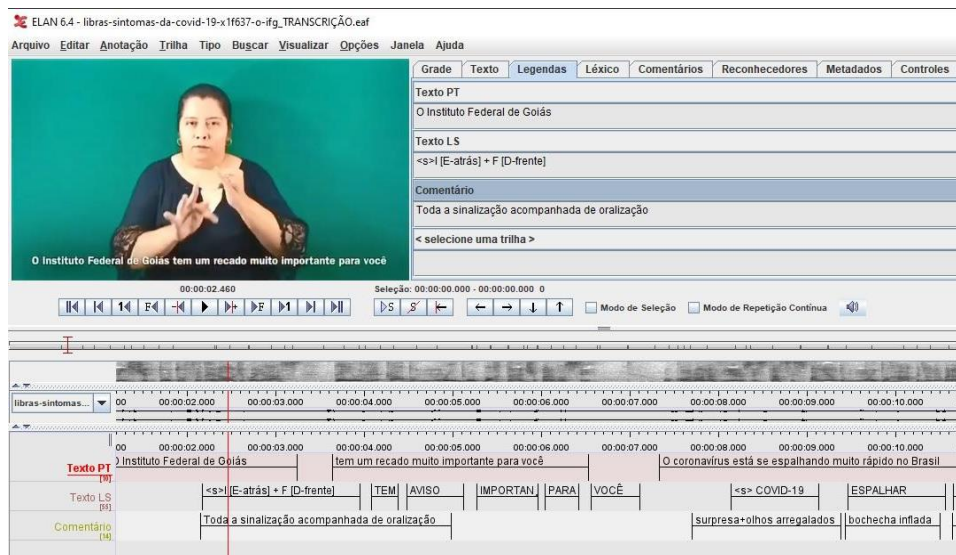 ELAN 6.4 - libras-sintomas-da-covid-19-x1f637-o-ifg_TRANSCRIÇÃO.eaf
Arquivo Editar Anotação Trilha Tipo Buscar Visualizar Opções Janela Ajuda
Grade Texto Legendas Léxico Comentários Reconhecedores Metadados Controles
Texto PT
O Instituto Federal de Goiás
Texto LS
<s>I [E-atrás] + F [D-frente]
Comentário
Toda a sinalização acompanhada de oralização
< selecione uma trilha >
O Instituto Federal de Goiás tem um recado muito importante para você
00:00:02.460 Seleção: 00:00:00.000 - 00:00:00.000 0
1 F F 1 S S Modo de Seleção Modo de Repetição Contínua
libras-sintomas... 00 00:00:02.000 00:00:03.000 00:00:04.000 00:00:05.000 00:00:06.000 00:00:07.000 00:00:08.000 00:00:09.000 00:00:10.000
00 00:00:02.000 00:00:03.000 00:00:04.000 00:00:05.000 00:00:06.000 00:00:07.000 00:00:08.000 00:00:09.000 00:00:10.000
Texto PT Instituto Federal de Goiás tem um recado muito importante para você O coronavírus está se espalhando muito rápido no Brasil
Texto LS <s>I [E-atrás] + F [D-frente] TEM AVISO IMPORTAN PARA VOCÊ <s> COVID-19 ESPALHAR
Comentário Toda a sinalização acompanhada de oralização surpresa+olhos arregalados bochecha inflada
[14]